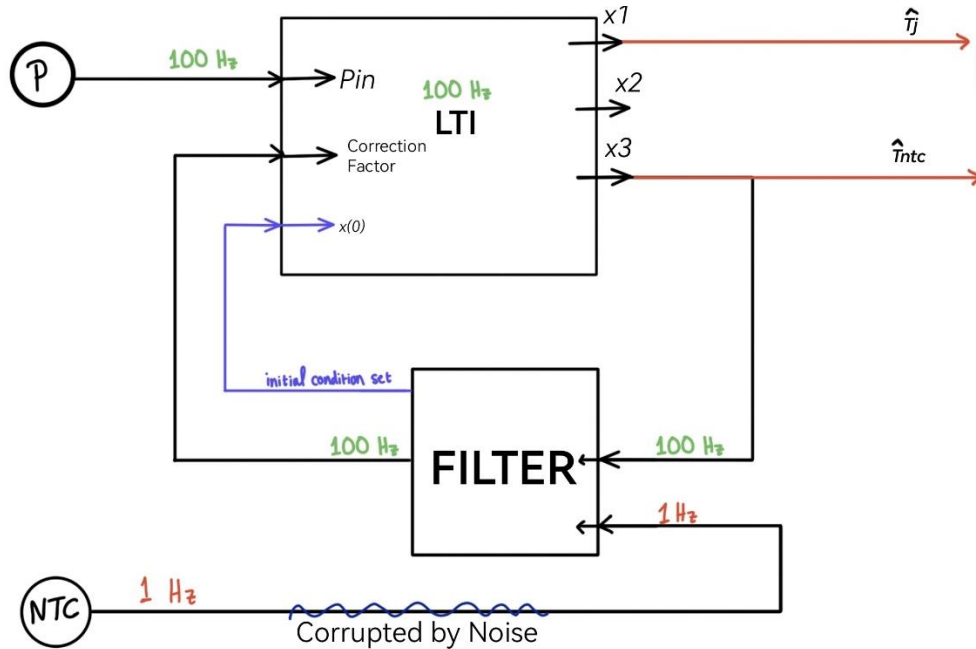 x1
T̂j
P
100 Hz
Pin
100 Hz
x2
LTI
Correction
Factor
x3
T̂ntc
x(0)
initial condition set
100 Hz
100 Hz
FILTER
1 Hz
NTC
1 Hz
Corrupted by Noise